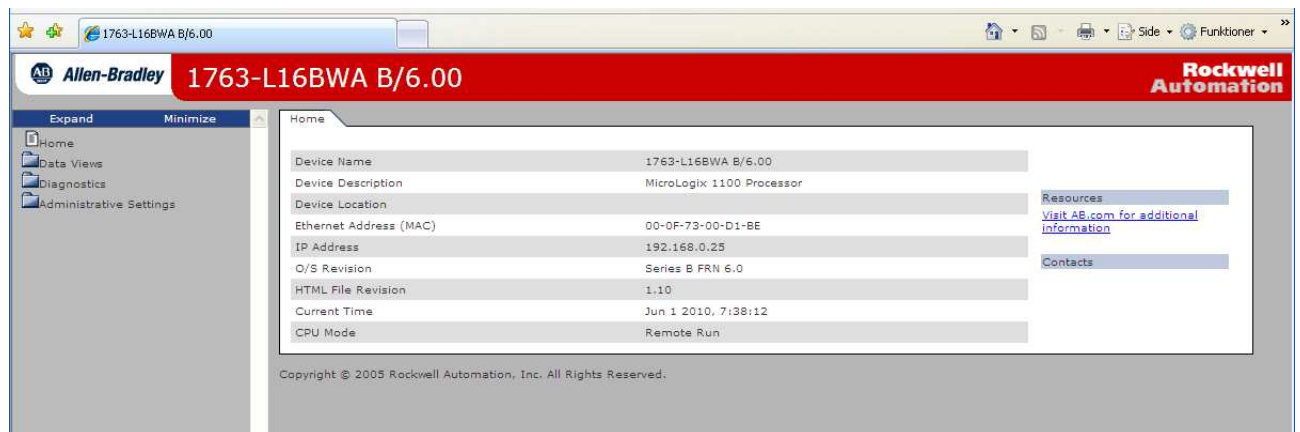 1763-L16BWA B/6.00
Side
Funktioner
»
AB Allen-Bradley
1763-L16BWA B/6.00
Rockwell
Automation
Expand Minimize
Home
Data Views
Diagnostics
Administrative Settings
Home
Device Name 1763-L16BWA B/6.00
Device Description MicroLogix 1100 Processor
Device Location
Ethernet Address (MAC) 00-0F-73-00-D1-BE
IP Address 192.168.0.25
O/S Revision Series B FRN 6.0
HTML File Revision 1.10
Current Time Jun 1 2010, 7:38:12
CPU Mode Remote Run
Resources
Visit AB.com for additional
information
Contacts
Copyright © 2005 Rockwell Automation, Inc. All Rights Reserved.